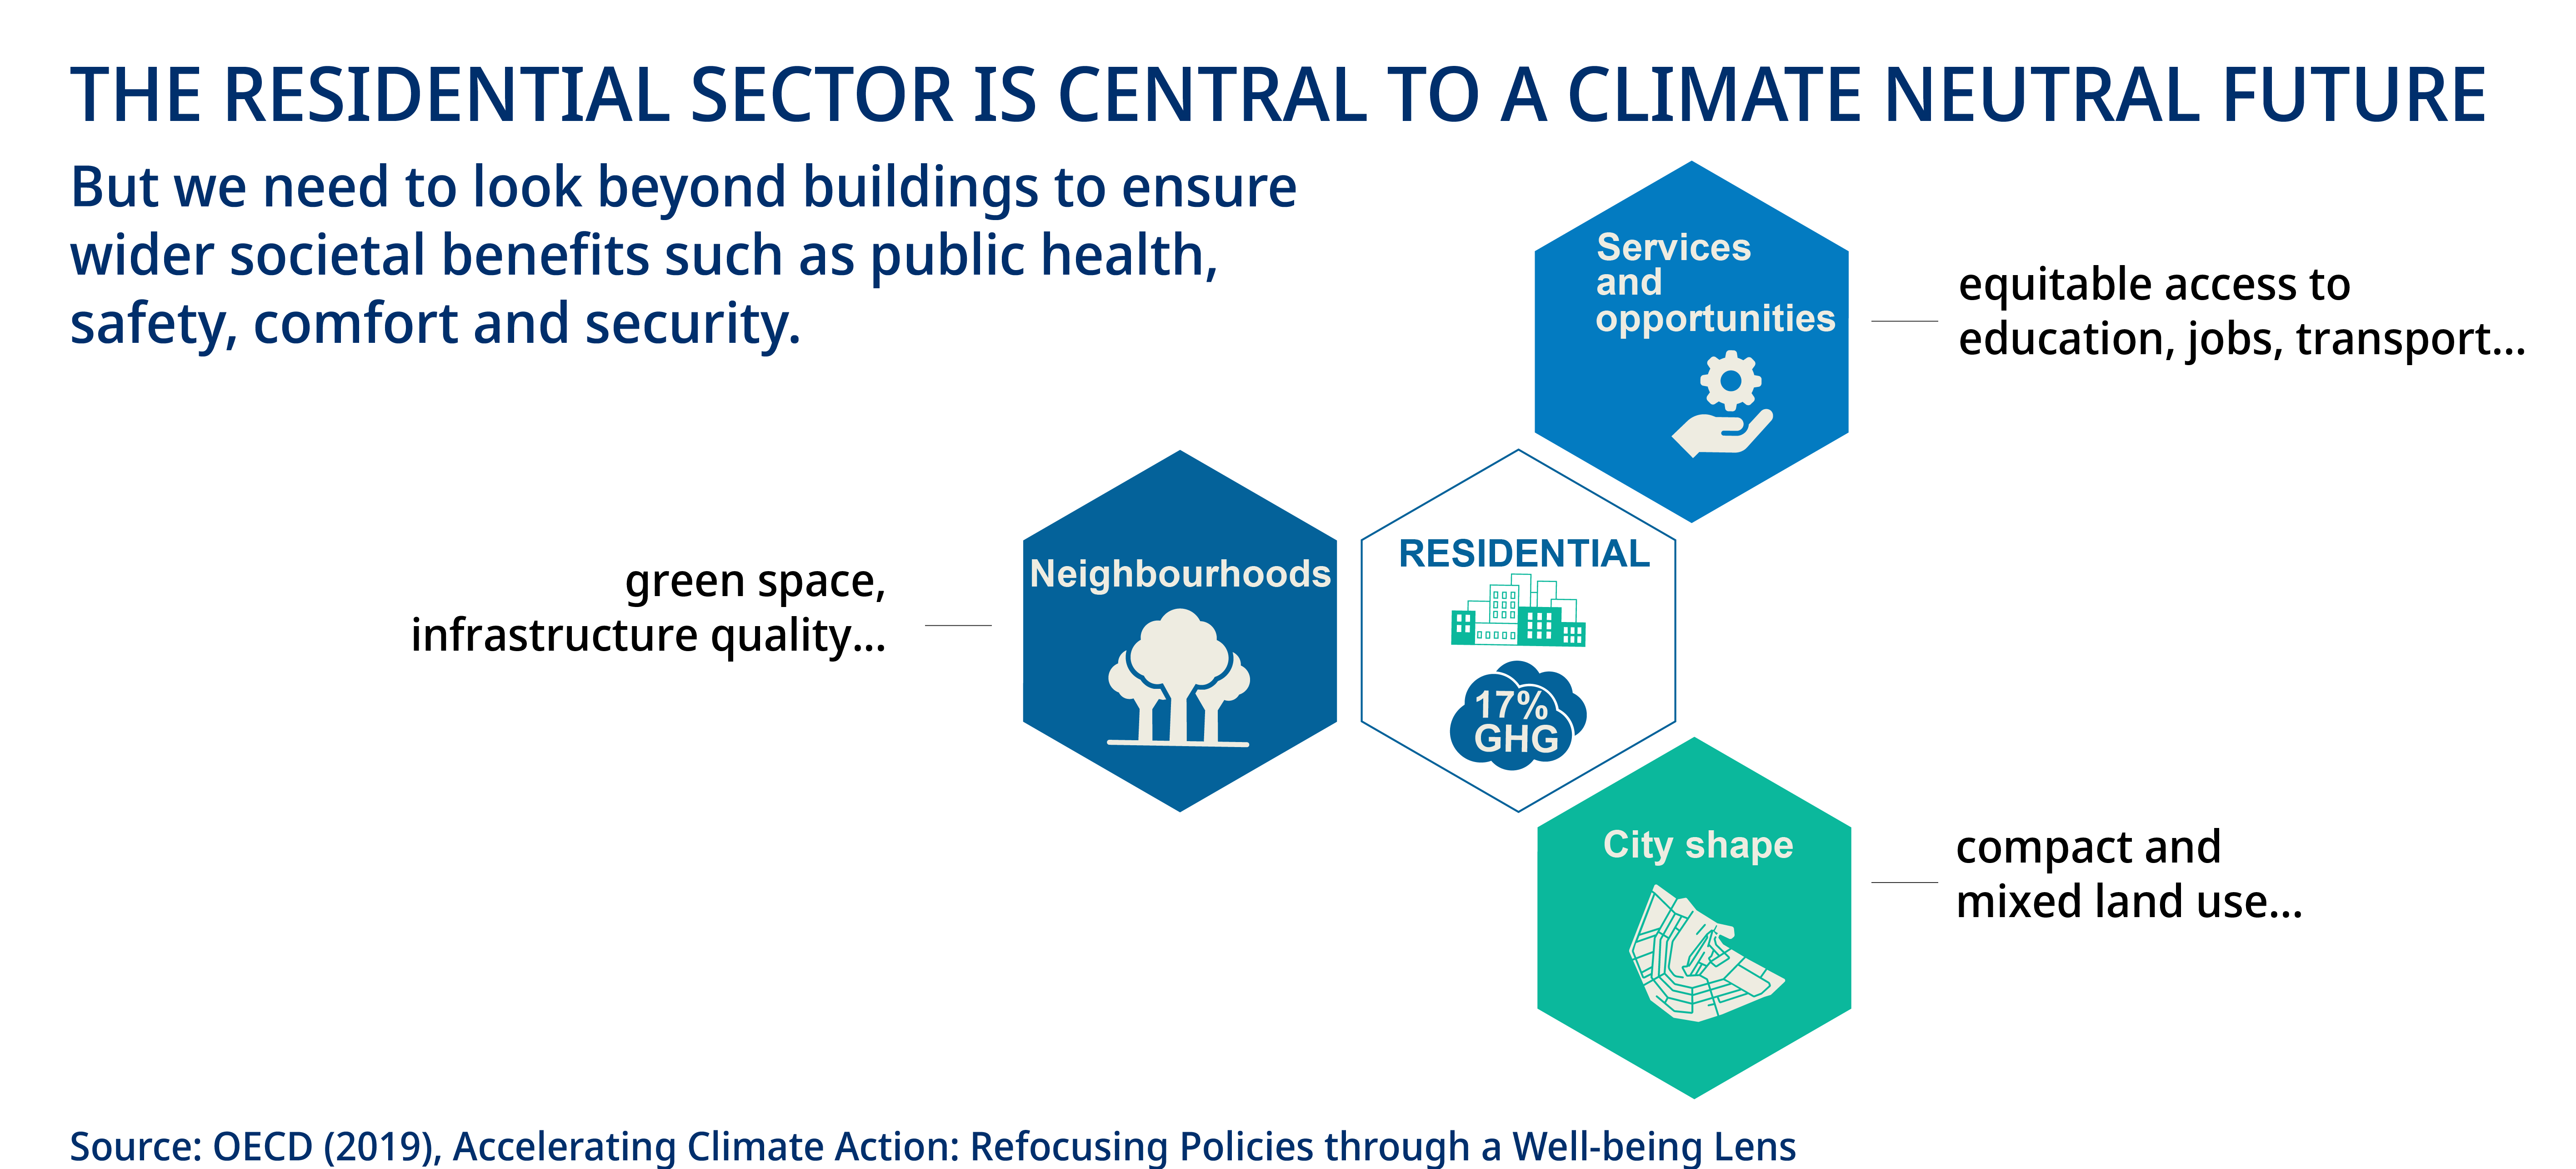 THE RESIDENTIAL SECTOR IS CENTRAL TO A CLIMATE NEUTRAL FUTURE
But we need to look beyond buildings to ensure
wider societal benefits such as public health,
safety, comfort and security.
Services
and
opportunities
equitable access to
education, jobs, transport...
green space,
infrastructure quality...
Neighbourhoods
RESIDENTIAL
17%
GHG
City shape
compact and
mixed land use...
Source: OECD (2019), Accelerating Climate Action: Refocusing Policies through a Well-being Lens